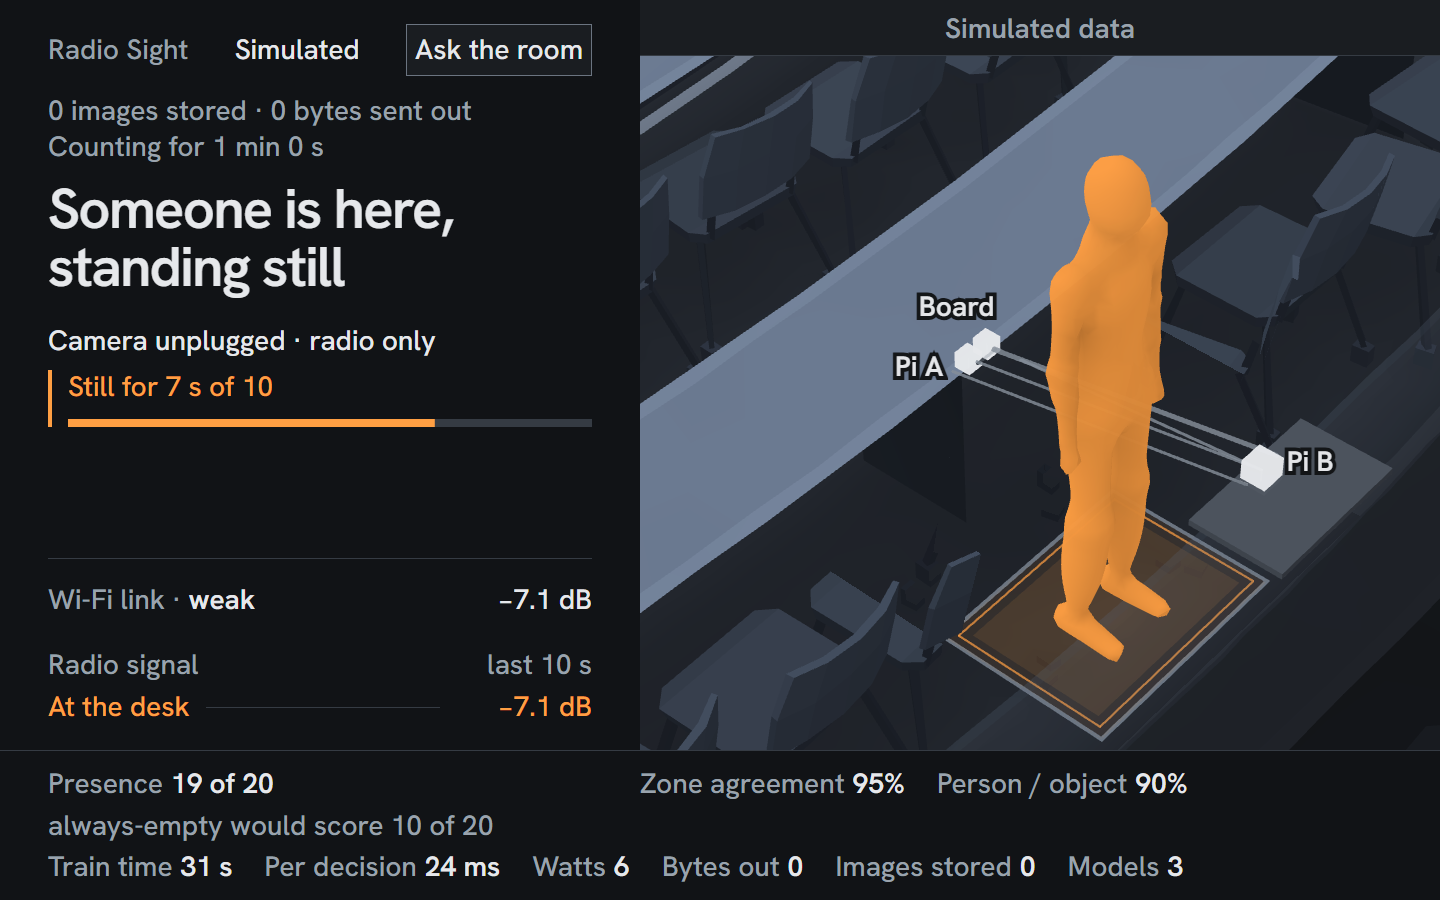 Radio Sight Simulated Ask the room
0 images stored · 0 bytes sent out
Counting for 1 min 0 s
Someone is here,
standing still
Camera unplugged · radio only
Still for 7 s of 10
Wi-Fi link · weak −7.1 dB
Radio signal last 10 s
At the desk −7.1 dB
Simulated data
Board
Pi A
Pi B
Presence 19 of 20
always-empty would score 10 of 20
Zone agreement 95% Person / object 90%
Train time 31 s Per decision 24 ms Watts 6 Bytes out 0 Images stored 0 Models 3